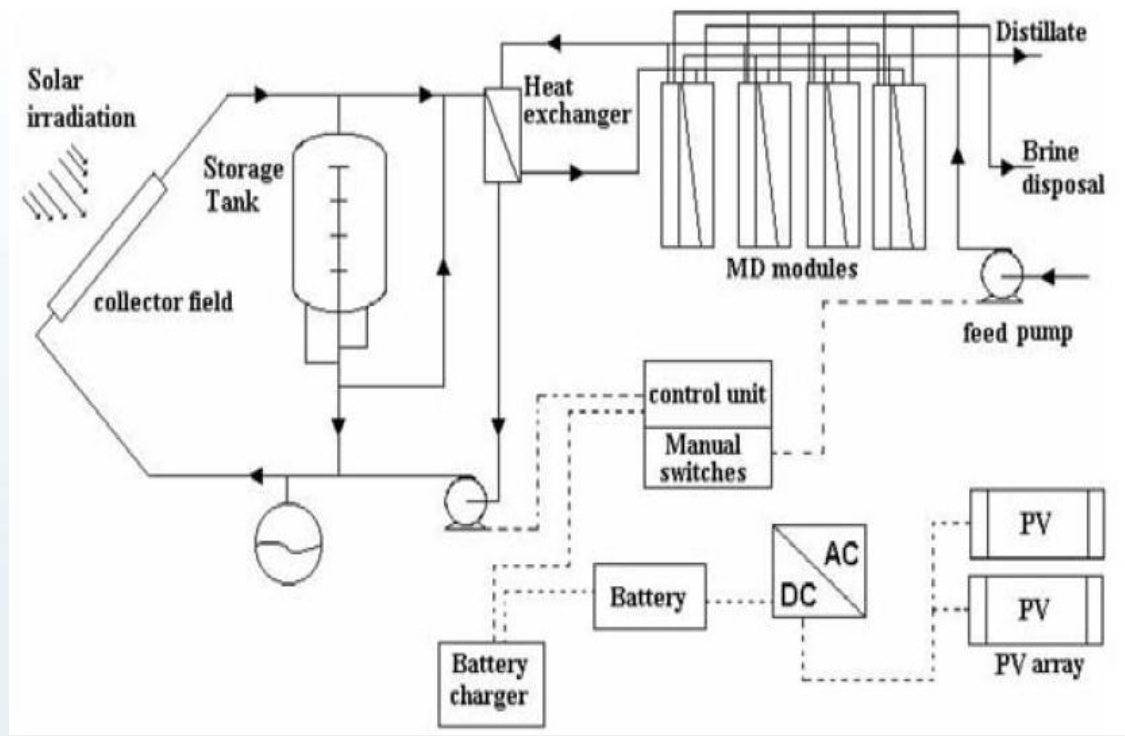 Solar
irradiation
Storage
Tank
collector field
Heat
exchanger
Distillate
Brine
disposal
MD modules
feed pump
control unit
Manual
switches
AC
DC
PV
PV
PV array
Battery
Battery
charger